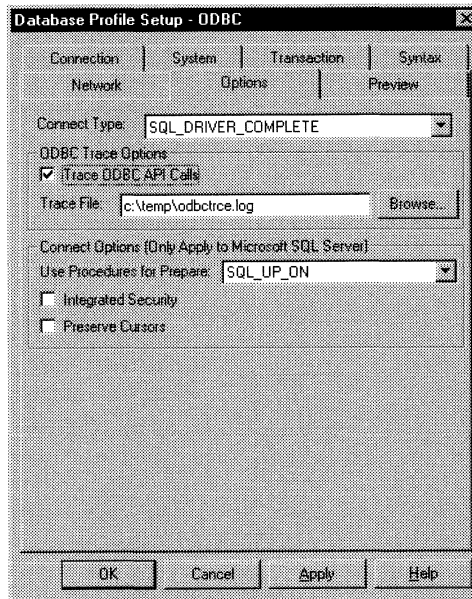 Database Profile Setup - ODBC
Connection System Transaction Syntax
Network Options Preview
Connect Type: SQL_DRIVER_COMPLETE
ODBC Trace Options
Trace ODBC API Calls
Trace File: c:\temp\odbctrce.log Browse...
Connect Options (Only Apply to Microsoft SQL Server)
Use Procedures for Prepare: SQL_UP_ON
Integrated Security
Preserve Cursors
OK Cancel Apply Help